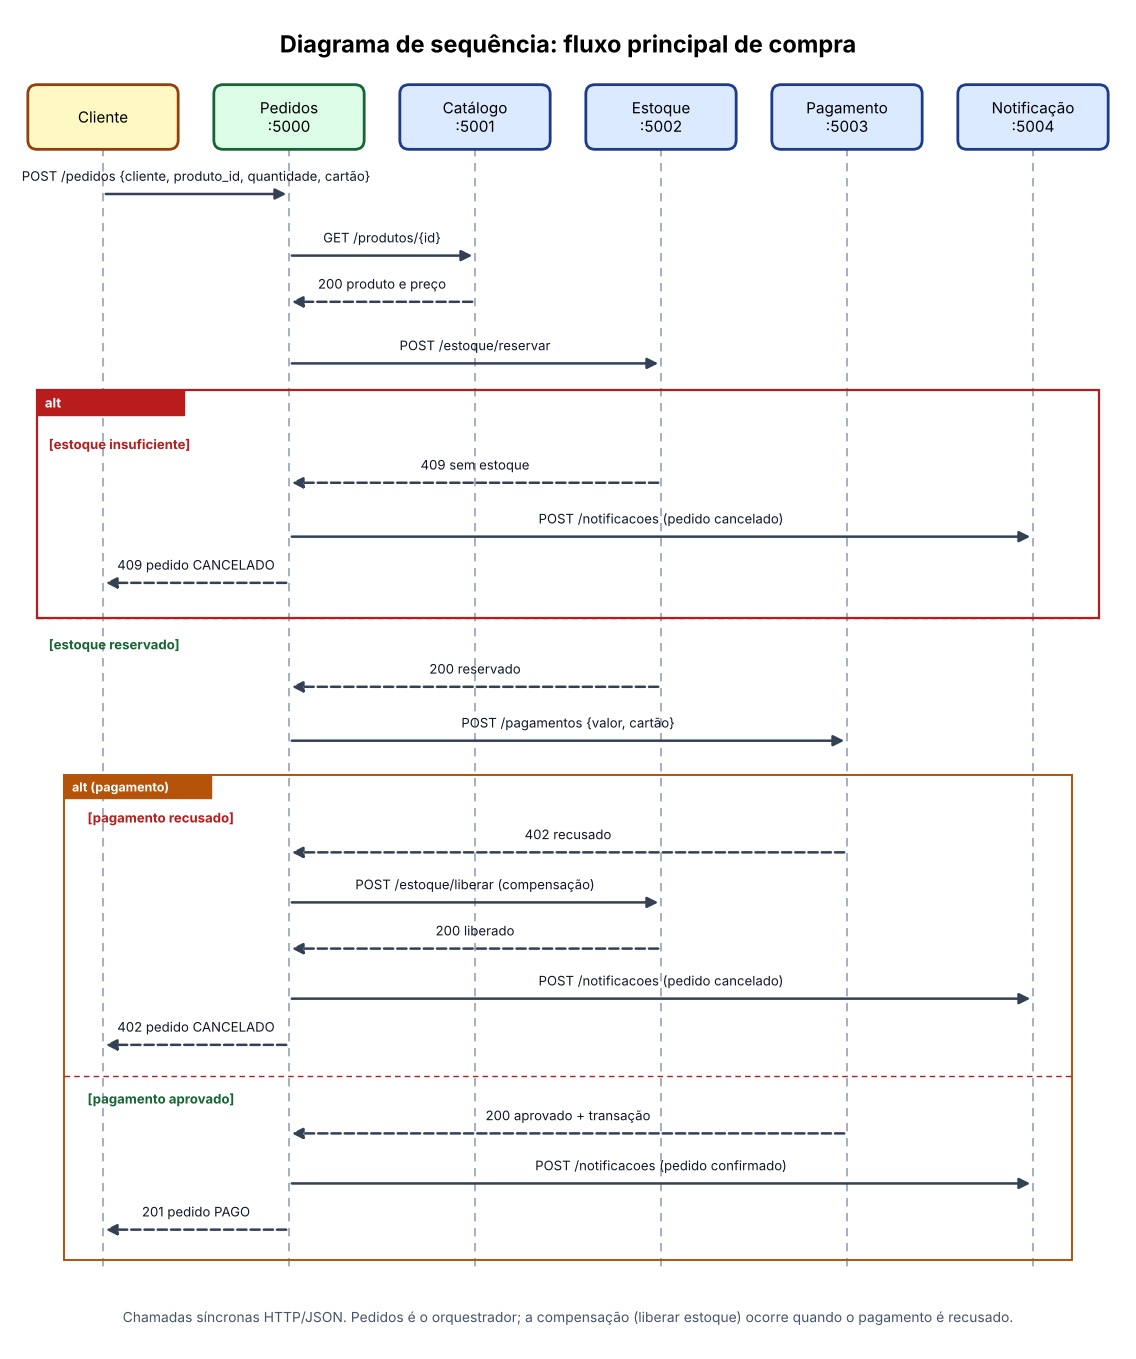 Diagrama de sequência: fluxo principal de compra
Cliente
Pedidos
:5000
Catálogo
:5001
Estoque
:5002
Pagamento
:5003
Notificação
:5004
POST /pedidos {cliente, produto_id, quantidade, cartão}
GET /produtos/{id}
200 produto e preço
POST /estoque/reservar
alt
[estoque insuficiente]
409 sem estoque
POST /notificacoes (pedido cancelado)
409 pedido CANCELADO
[estoque reservado]
200 reservado
POST /pagamentos {valor, cartão}
alt (pagamento)
[pagamento recusado]
402 recusado
POST /estoque/liberar (compensação)
200 liberado
POST /notificacoes (pedido cancelado)
402 pedido CANCELADO
[pagamento aprovado]
200 aprovado + transação
POST /notificacoes (pedido confirmado)
201 pedido PAGO
Chamadas síncronas HTTP/JSON. Pedidos é o orquestrador; a compensação (liberar estoque) ocorre quando o pagamento é recusado.